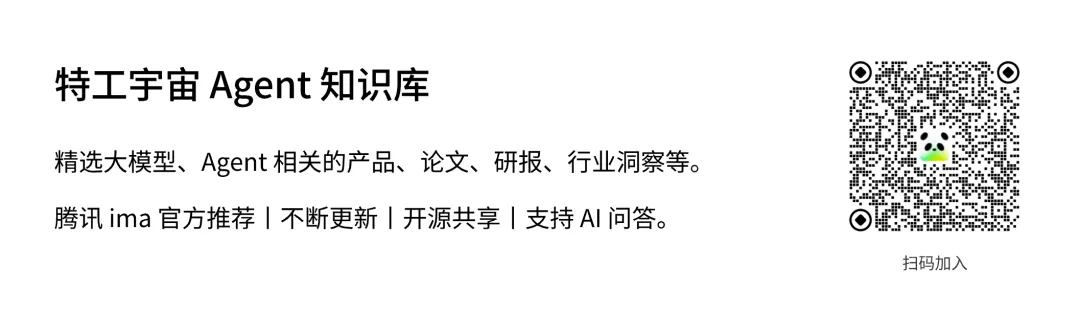 特工宇宙 Agent 知识库
精选大模型、Agent 相关的产品、论文、研报、行业洞察等。
腾讯 ima 官方推荐丨不断更新丨开源共享丨支持 AI 问答。
扫码加入